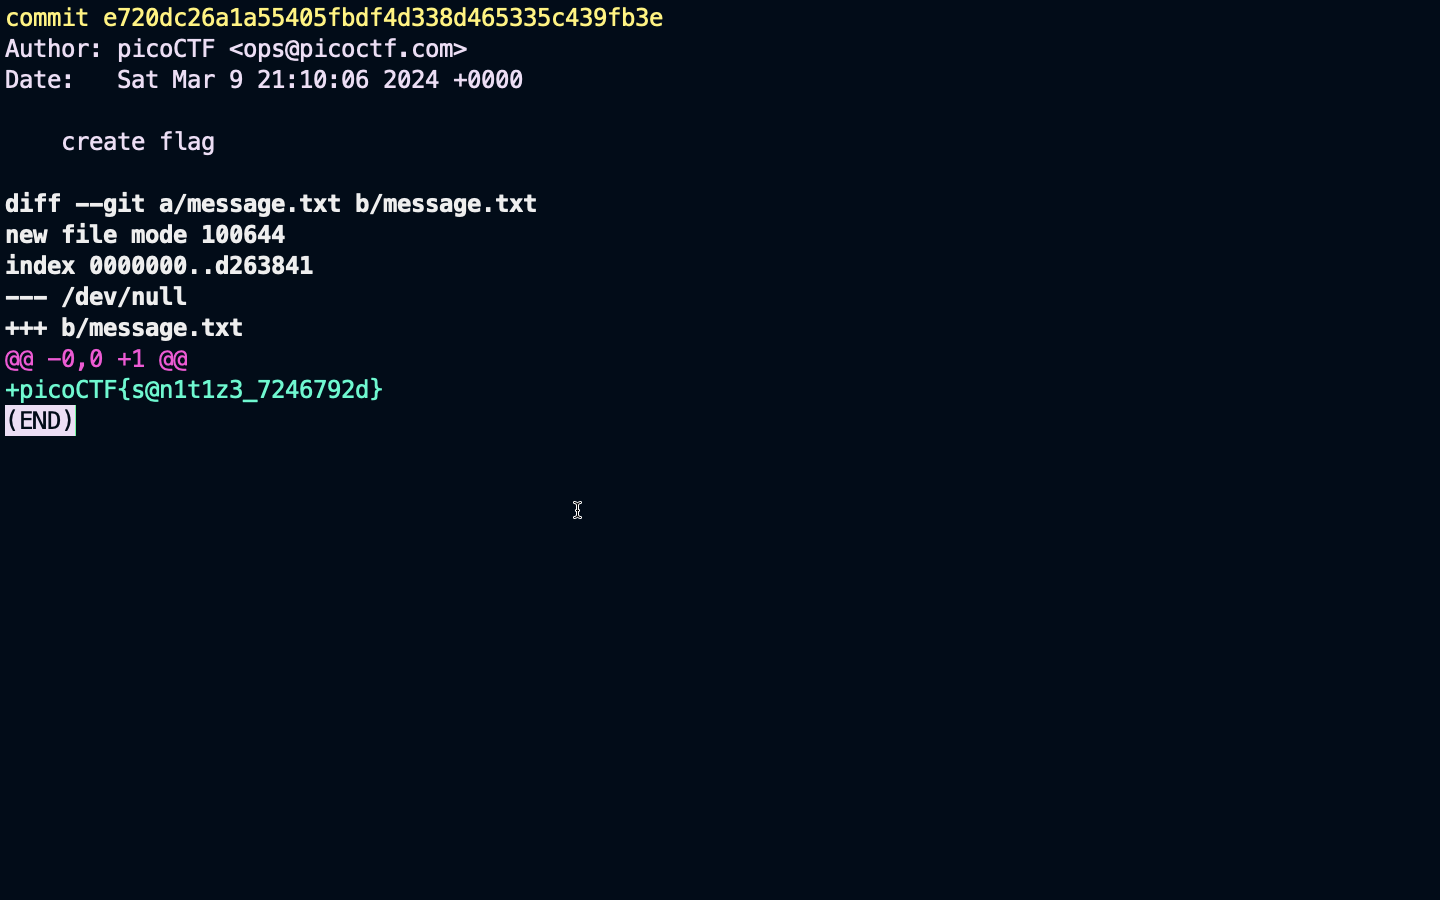 commit e720dc26a1a55405fbdf4d338d465335c439fb3e
Author: picoCTF <ops@picoctf.com>
Date:   Sat Mar 9 21:10:06 2024 +0000
    create flag
diff --git a/message.txt b/message.txt
new file mode 100644
index 0000000..d263841
--- /dev/null
+++ b/message.txt
@@ -0,0 +1 @@
+picoCTF{s@n1t1z3_7246792d}
(END)